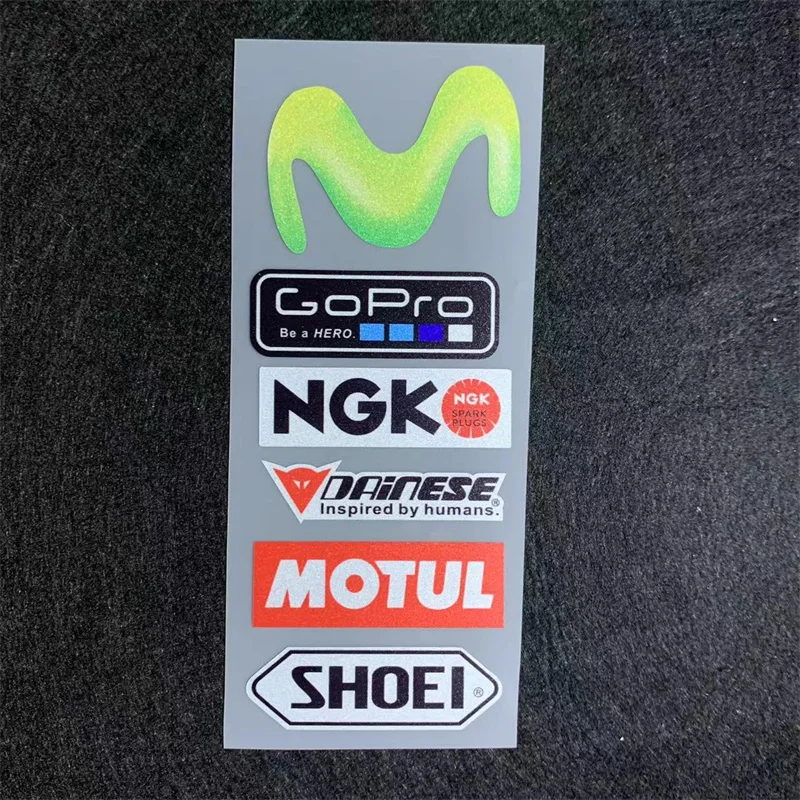 GoPro
Be a HERO.
NGK
NGK
SPARK
PLUGS
DAiNESE®
Inspired by humans.
MOTUL
SHOEI®